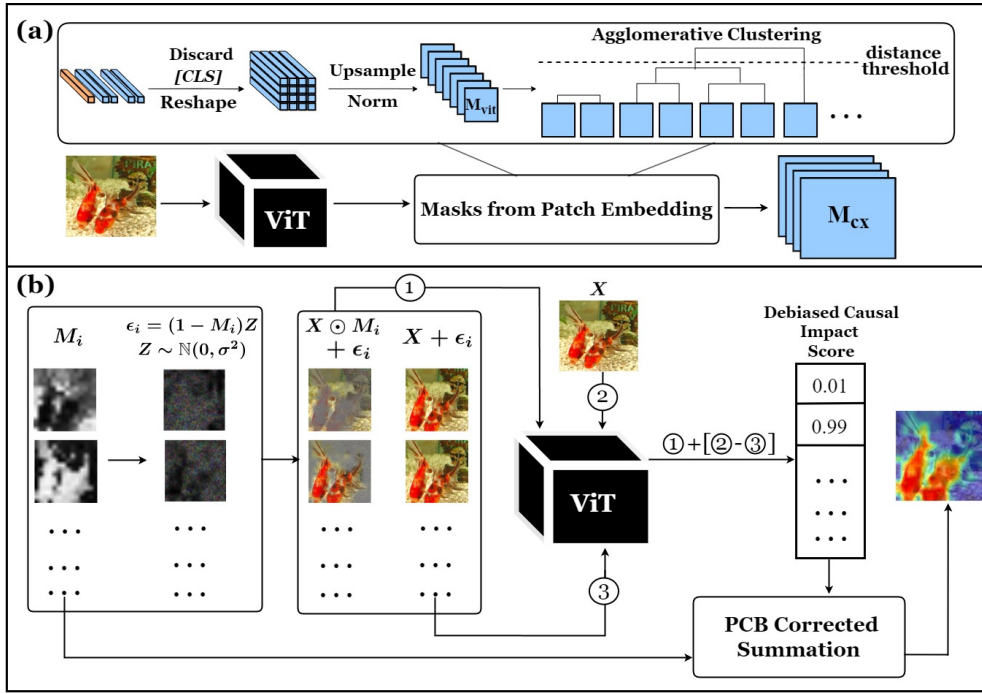 (a)
Discard
[CLS]
Reshape
Upsample
Norm
M_vit
Agglomerative Clustering
distance
threshold
. . .
ViT
Masks from Patch Embedding
M_cx
(b)
M_i
ϵ_i = (1 − M_i)Z
Z ∼ ℕ(0, σ²)
. . .
. . .
. . .
. . .
. . .
. . .
X ⊙ M_i
+ ϵ_i
X + ϵ_i
. . .
. . .
. . .
. . .
. . .
. . .
①
X
②
ViT
③
①+[②-③]
Debiased Causal
Impact
Score
0.01
0.99
. . .
. . .
. . .
PCB Corrected
Summation